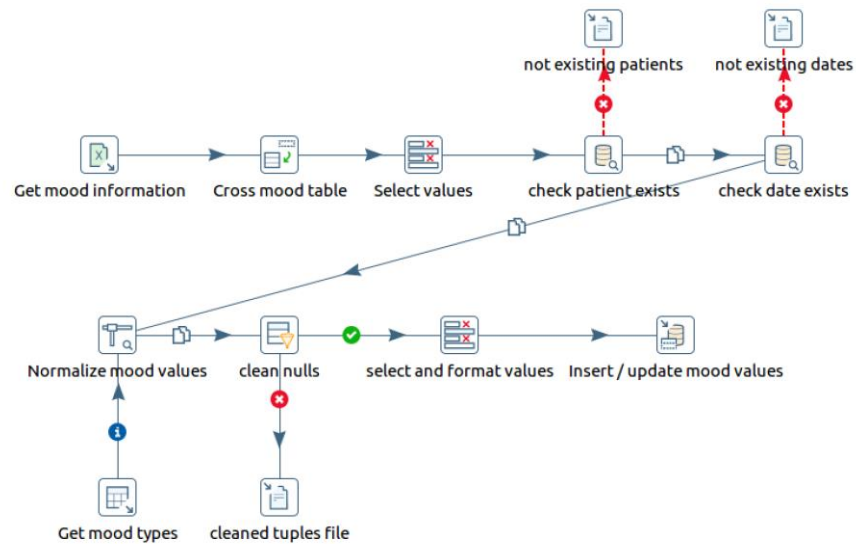 not existing patients
not existing dates
Get mood information
Cross mood table
Select values
check patient exists
check date exists
Normalize mood values
clean nulls
select and format values
Insert / update mood values
Get mood types
cleaned tuples file